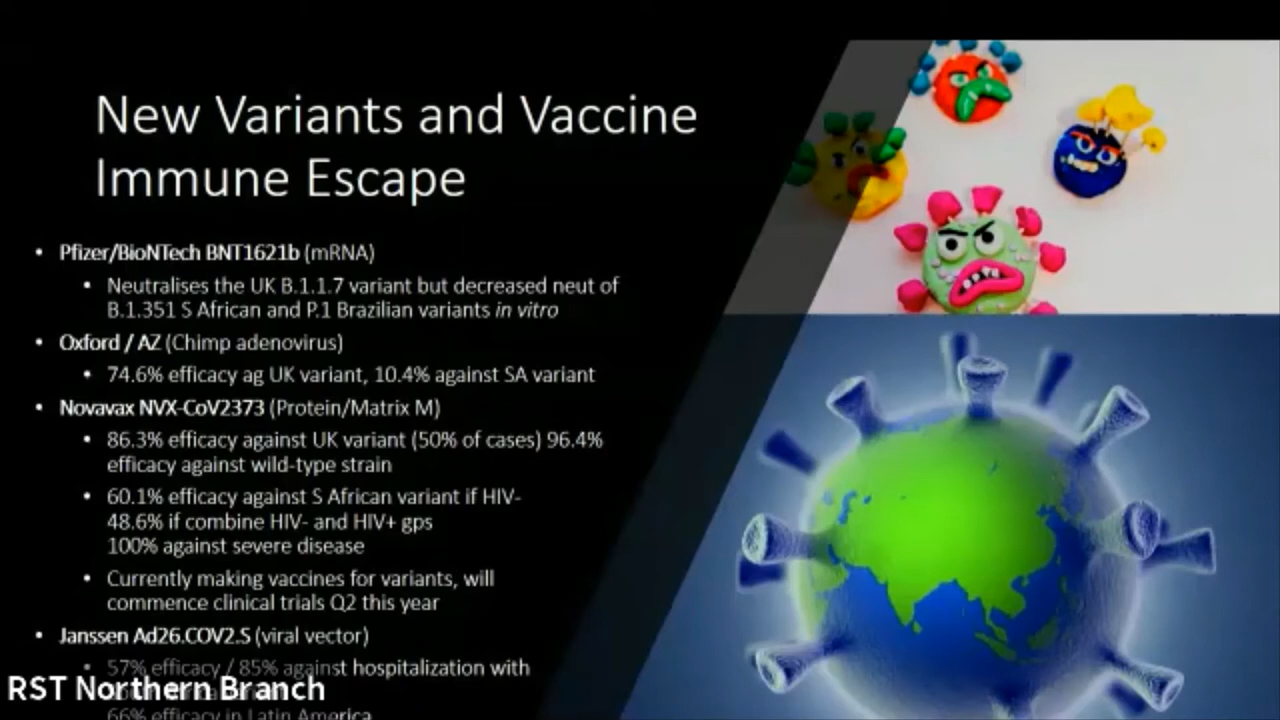 New Variants and Vaccine
Immune Escape
• Pfizer/BioNTech BNT1621b (mRNA)
• Neutralises the UK B.1.1.7 variant but decreased neut of
B.1.351 S African and P.1 Brazilian variants in vitro
• Oxford / AZ (Chimp adenovirus)
• 74.6% efficacy ag UK variant, 10.4% against SA variant
• Novavax NVX-CoV2373 (Protein/Matrix M)
• 86.3% efficacy against UK variant (50% of cases) 96.4%
efficacy against wild-type strain
• 60.1% efficacy against S African variant if HIV-
48.6% if combine HIV- and HIV+ gps
100% against severe disease
• Currently making vaccines for variants, will
commence clinical trials Q2 this year
• Janssen Ad26.COV2.S (viral vector)
• 57% efficacy / 85% against hospitalization with
RST Northern Branch
66% efficacy in Latin America